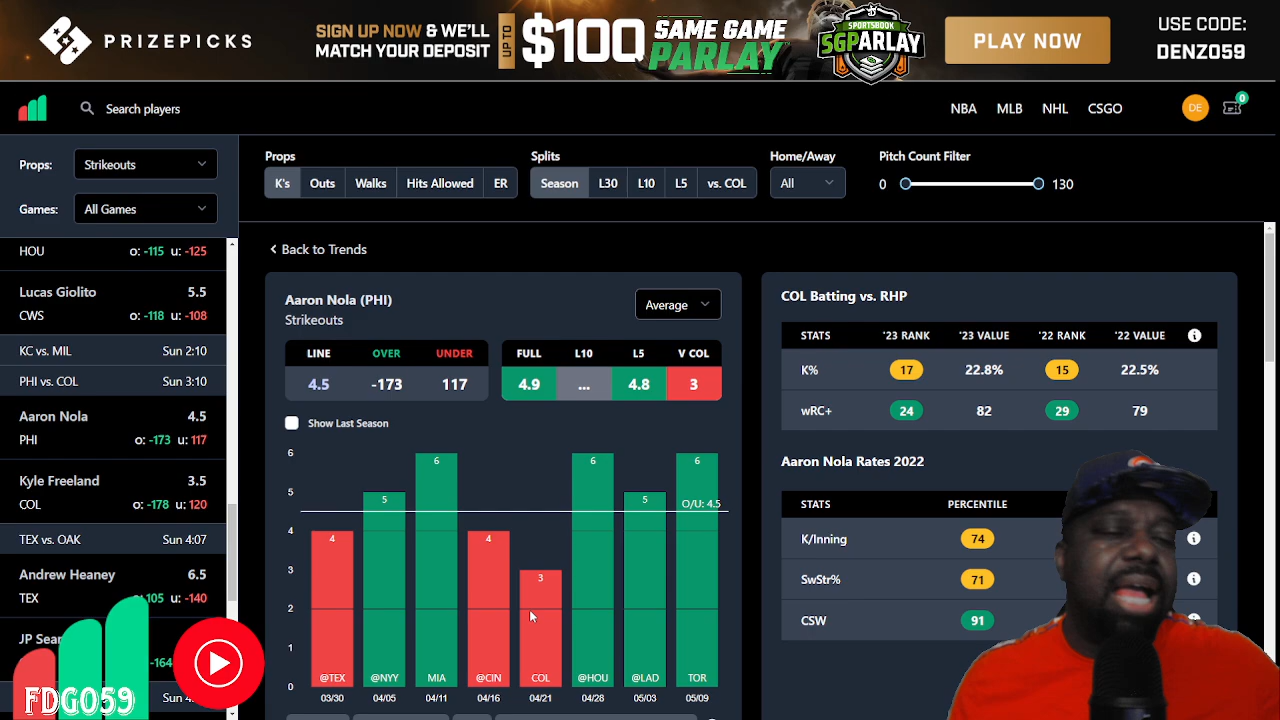 PRIZEPICKS
SIGN UP NOW & WE'LL
MATCH YOUR DEPOSIT
UP TO
$100
SAME GAME
PARLAY
SPORTSBOOK
SGPARLAY
PLAY NOW
USE CODE:
DENZO59
Search players
NBA MLB NHL CSGO
DE
0
Props: Strikeouts
Games: All Games
Props
K's Outs Walks Hits Allowed ER
Splits
Season L30 L10 L5 vs. COL
Home/Away
All
Pitch Count Filter
0 130
HOU o: -115 u: -125
Lucas Giolito 5.5
CWS o: -118 u: -108
KC vs. MIL Sun 2:10
PHI vs. COL Sun 3:10
Aaron Nola 4.5
PHI o: -173 u: 117
Kyle Freeland 3.5
COL o: -178 u: 120
TEX vs. OAK Sun 4:07
Andrew Heaney 6.5
TEX 105 u: -140
JP Sear
-164
Sun 4:
FDGO59
Back to Trends
Aaron Nola (PHI)
Strikeouts
Average
LINE OVER UNDER
4.5 -173 117
FULL L10 L5 V COL
4.9 ... 4.8 3
Show Last Season
6
5
4
3
2
1
0
O/U: 4.5
4 5 6 4 3 6 5 6
@TEX @NYY MIA @CIN COL @HOU @LAD TOR
03/30 04/05 04/11 04/16 04/21 04/28 05/03 05/09
COL Batting vs. RHP
STATS '23 RANK '23 VALUE '22 RANK '22 VALUE
K% 17 22.8% 15 22.5%
wRC+ 24 82 29 79
Aaron Nola Rates 2022
STATS PERCENTILE
K/Inning 74
SwStr% 71
CSW 91